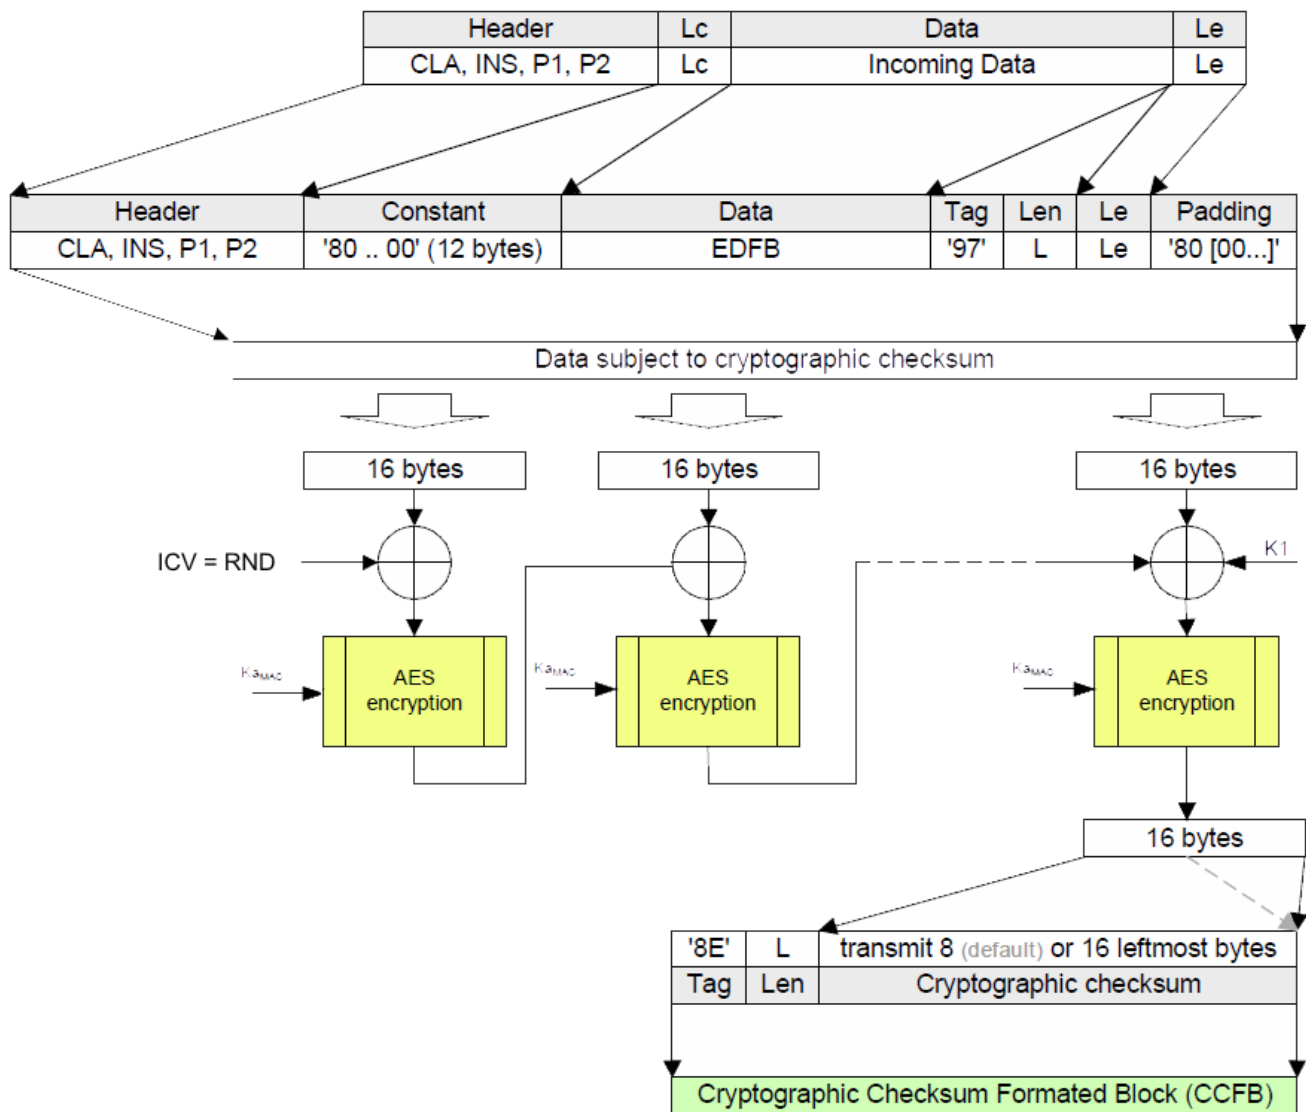 Header Lc Data Le
CLA, INS, P1, P2 Lc Incoming Data Le
Header Constant Data Tag Len Le Padding
CLA, INS, P1, P2 '80 .. 00' (12 bytes) EDFB '97' L Le '80 [00...]'
Data subject to cryptographic checksum
16 bytes 16 bytes 16 bytes
ICV = RND K1
KaMAC AES encryption KaMAC AES encryption KaMAC AES encryption
16 bytes
'8E' L transmit 8 (default) or 16 leftmost bytes
Tag Len Cryptographic checksum
Cryptographic Checksum Formated Block (CCFB)